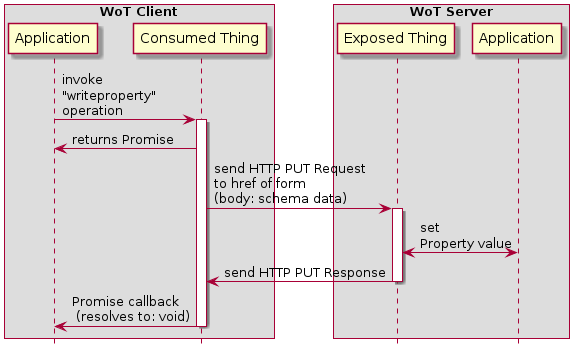 WoT Client
WoT Server
Application
Consumed Thing
Exposed Thing
Application
invoke
"writeproperty"
operation
returns Promise
send HTTP PUT Request
to href of form
(body: schema data)
set
Property value
send HTTP PUT Response
Promise callback
(resolves to: void)